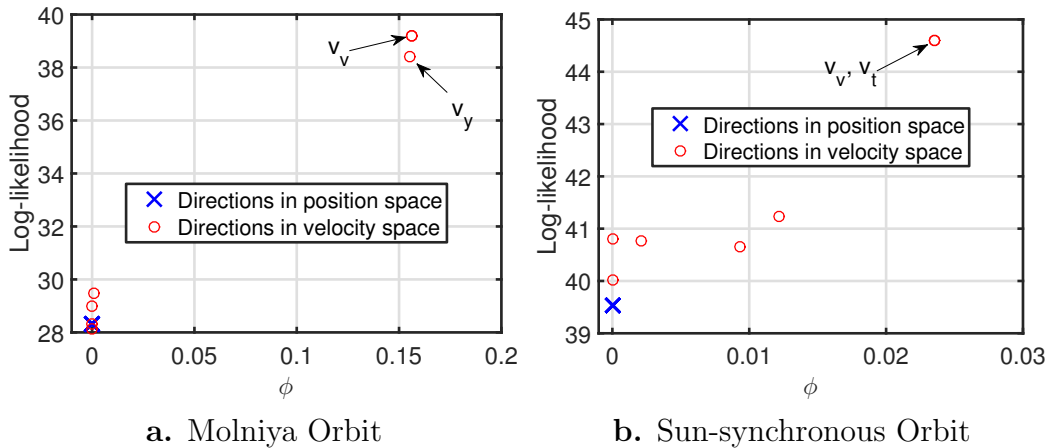 40
38
36
34
32
30
28
Log-likelihood
v_v
v_y
Directions in position space
Directions in velocity space
0 0.05 0.1 0.15 0.2
ϕ
a. Molniya Orbit
45
44
43
42
41
40
39
Log-likelihood
v_v, v_t
Directions in position space
Directions in velocity space
0 0.01 0.02 0.03
ϕ
b. Sun-synchronous Orbit